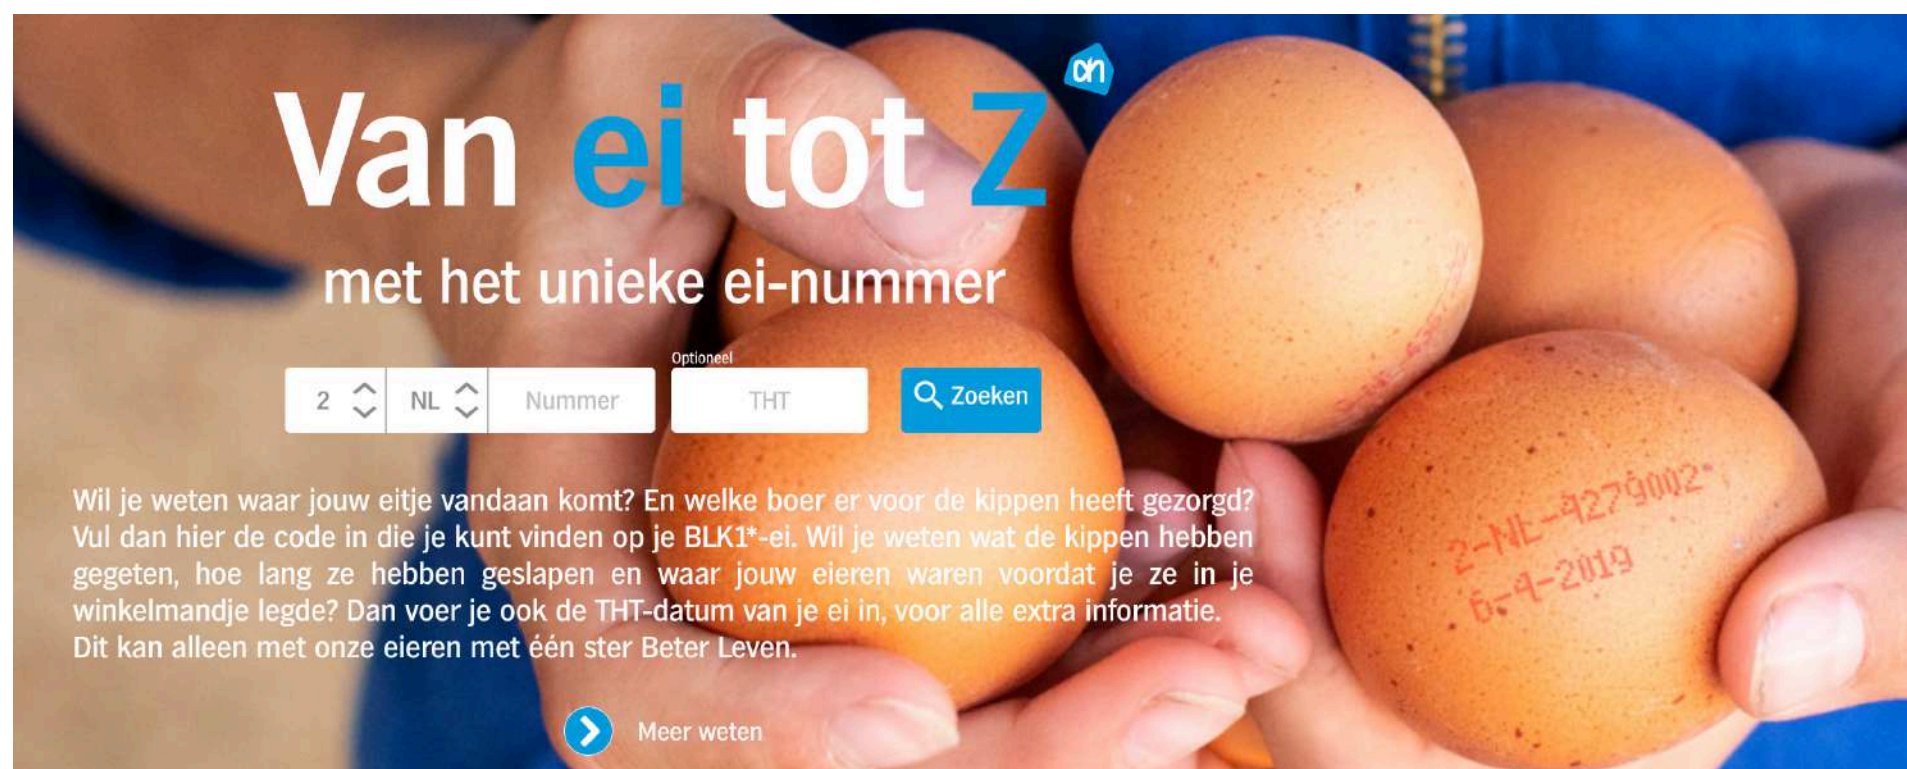 ah
Van ei tot Z
met het unieke ei-nummer
Optioneel
2 NL Nummer THT Zoeken
Wil je weten waar jouw eitje vandaan komt? En welke boer er voor de kippen heeft gezorgd?
Vul dan hier de code in die je kunt vinden op je BLK1*-ei. Wil je weten wat de kippen hebben
gegeten, hoe lang ze hebben geslapen en waar jouw eieren waren voordat je ze in je
winkelmandje legde? Dan voer je ook de THT-datum van je ei in, voor alle extra informatie.
Dit kan alleen met onze eieren met één ster Beter Leven.
Meer weten
2-NL-4279002
6-4-2019